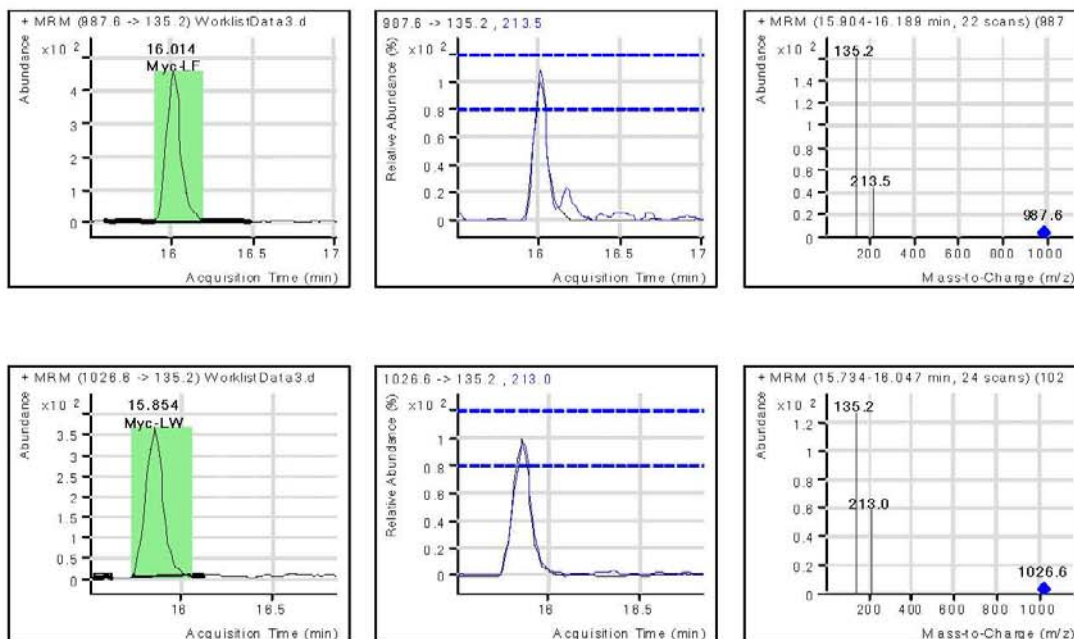 + MRM (987.6 -> 135.2) WorklistData3.d
Abundance
x10 2
16.014
Myc-LF
4
3
2
1
0
16
16.5
17
Acquisition Time (min)
987.6 -> 135.2 , 213.5
Relative Abundance (%)
x10 2
1
0.8
0.6
0.4
0.2
0
16
16.5
17
Acquisition Time (min)
+ MRM (15.904-16.189 min, 22 scans) (987
Abundance
x10 2
135.2
1.4
1.2
1
0.8
0.6
0.4
0.2
0
213.5
987.6
200 400 600 800 1000
Mass-to-Charge (m/z)
+ MRM (1026.6 -> 135.2) WorklistData3.d
Abundance
x10 2
15.854
Myc-LW
3.5
3
2.5
2
1.5
1
0.5
0
16
16.5
Acquisition Time (min)
1026.6 -> 135.2 , 213.0
Relative Abundance (%)
x10 2
1
0.8
0.6
0.4
0.2
0
16
16.5
Acquisition Time (min)
+ MRM (15.734-16.047 min, 24 scans) (102
Abundance
x10 2
135.2
1.2
1
0.8
0.6
0.4
0.2
0
213.0
1026.6
200 400 600 800 1000
Mass-to-Charge (m/z)